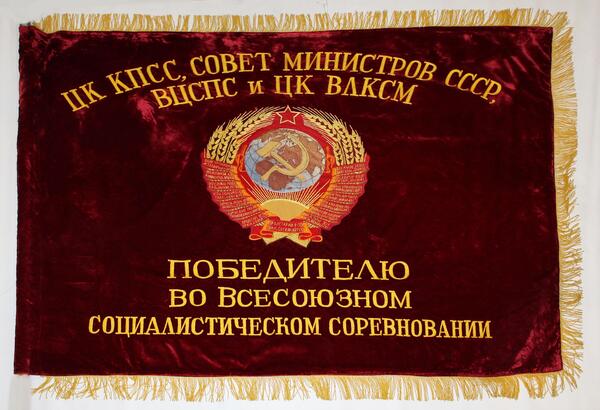 ЦК КПСС, СОВЕТ МИНИСТРОВ СССР,
ВЦСПС и ЦК ВЛКСМ
ПОБЕДИТЕЛЮ
ВО ВСЕСОЮЗНОМ
СОЦИАЛИСТИЧЕСКОМ СОРЕВНОВАНИИ